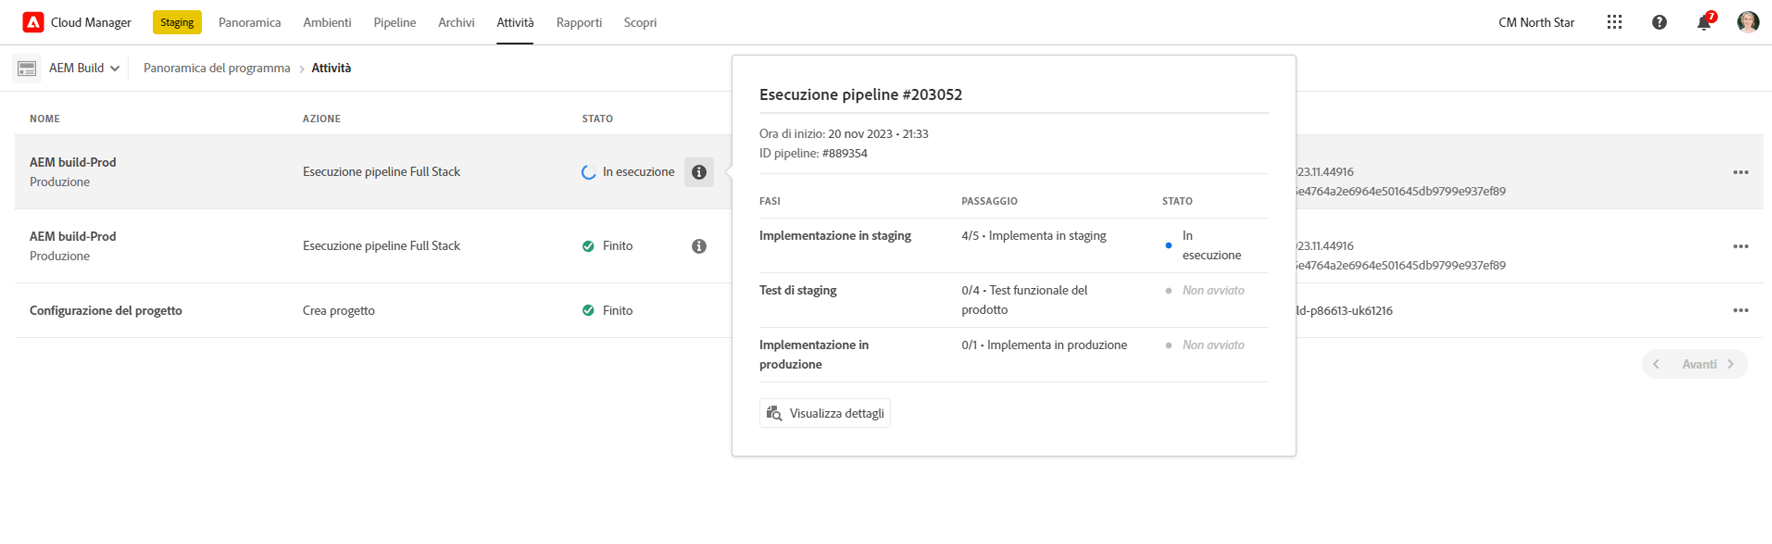 Cloud Manager Staging Panoramica Ambienti Pipeline Archivi Attività Rapporti Scopri CM North Star 7
AEM Build Panoramica del programma > Attività
NOME AZIONE STATO
AEM build-Prod
Produzione
Esecuzione pipeline Full Stack
In esecuzione
AEM build-Prod
Produzione
Esecuzione pipeline Full Stack
Finito
Configurazione del progetto
Crea progetto
Finito
Esecuzione pipeline #203052
Ora di inizio: 20 nov 2023 • 21:33
ID pipeline: #889354
FASI PASSAGGIO STATO
Implementazione in staging
4/5 • Implementa in staging
In
esecuzione
Test di staging
0/4 • Test funzionale del
prodotto
Non avviato
Implementazione in
produzione
0/1 • Implementa in produzione
Non avviato
Visualizza dettagli
23.11.44916
e4764a2e6964e501645db9799e937ef89
23.11.44916
e4764a2e6964e501645db9799e937ef89
ld-p86613-uk61216
Avanti